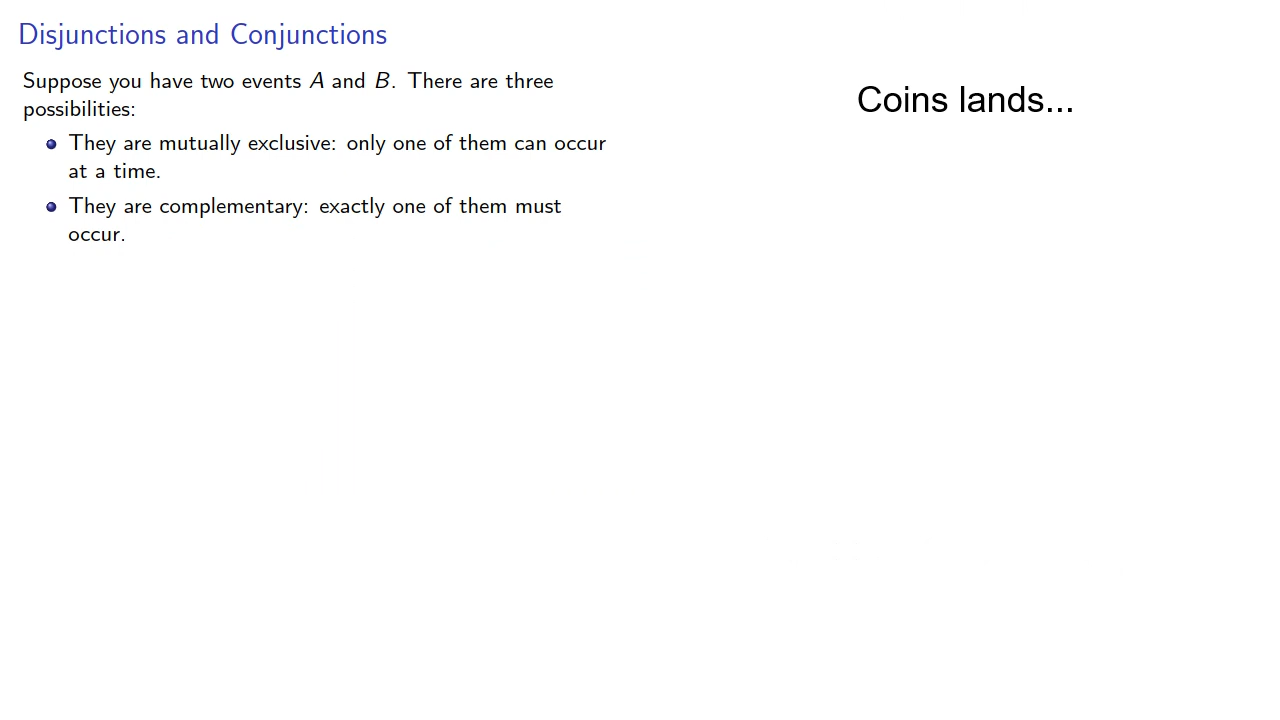 Disjunctions and Conjunctions
Suppose you have two events A and B. There are three
possibilities:
They are mutually exclusive: only one of them can occur
at a time.
They are complementary: exactly one of them must
occur.
Coins lands...